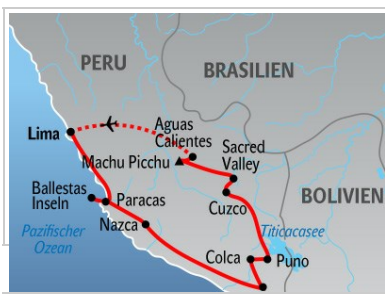 PERU
BRASILIEN
Aguas
Calientes
Lima
Sacred
Valley
Machu Picchu
Ballestas
Inseln
Paracas
Cuzco
BOLIVIEN
Nazca
Pazifischer
Ozean
Titicacasee
Colca
Puno